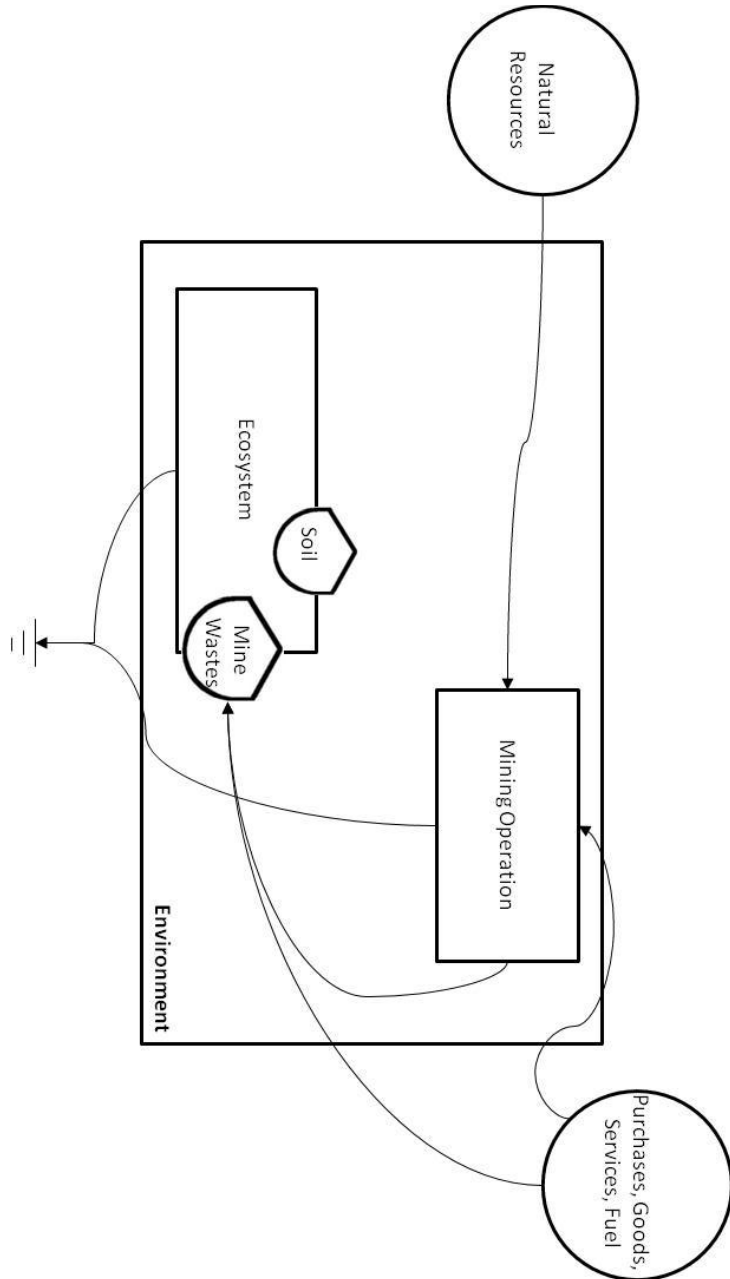 Natural
Resources
Ecosystem
Soil
Mine
Wastes
Mining Operation
Environment
Purchases, Goods,
Services, Fuel